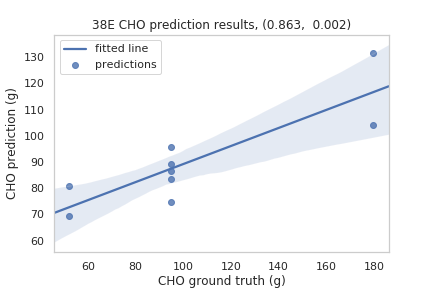 38E CHO prediction results, (0.863,  0.002)
fitted line
predictions
130
120
110
100
90
80
70
60
CHO prediction (g)
60 80 100 120 140 160 180
CHO ground truth (g)